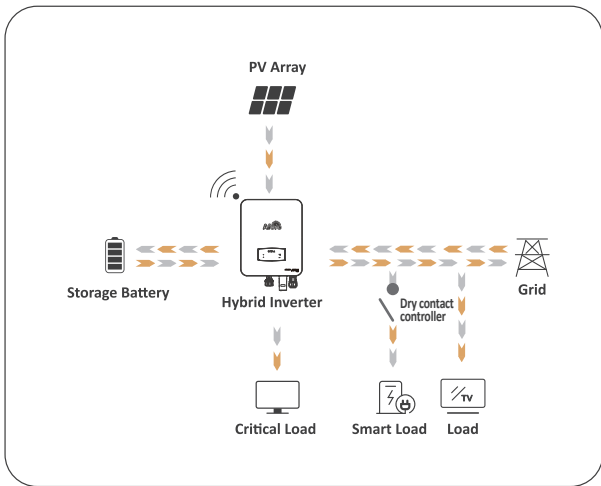 PV Array
Storage Battery
Hybrid Inverter
Grid
Dry contact
controller
TV
Critical Load
Smart Load
Load